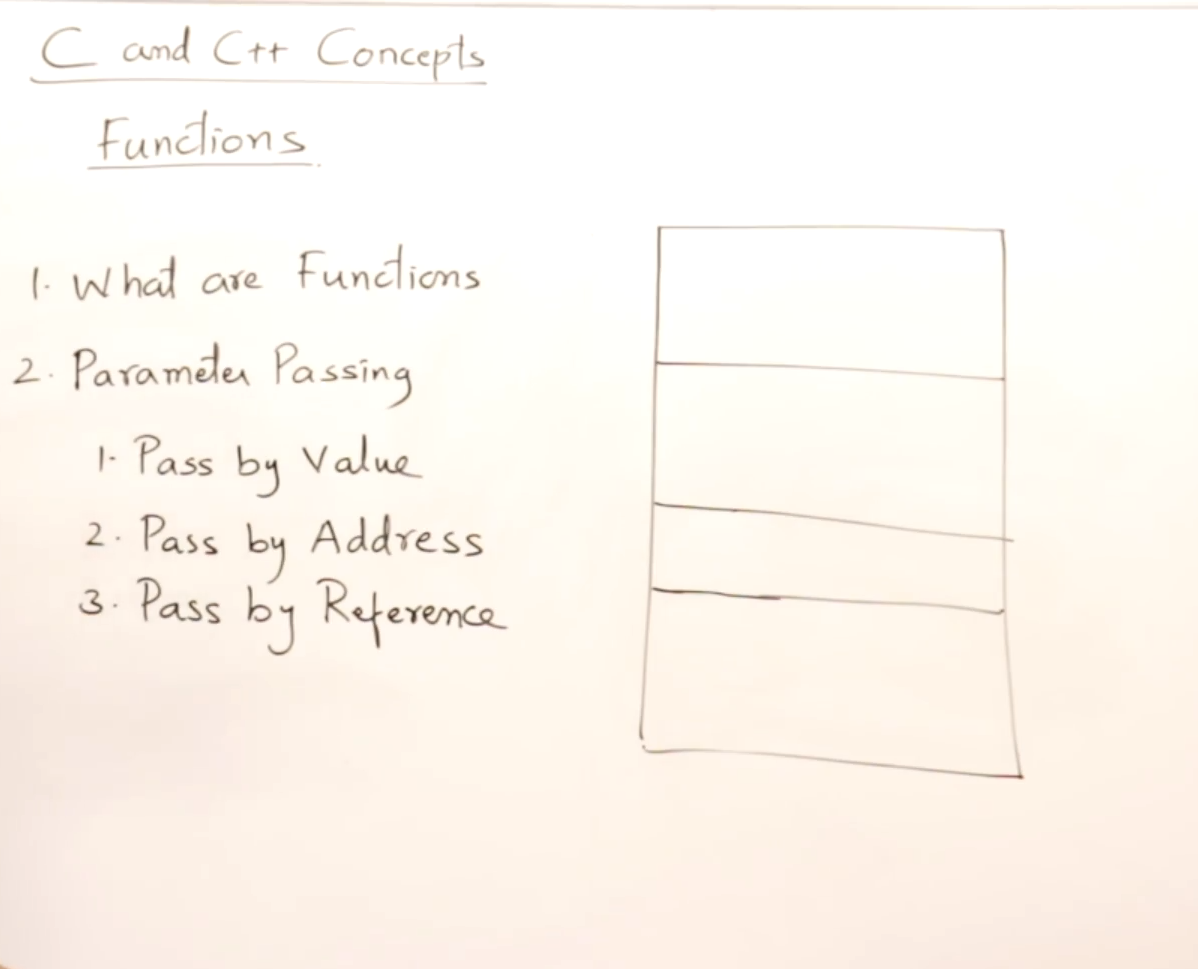 C and C++ Concepts
Functions
1. What are Functions
2. Parameter Passing
1. Pass by Value
2. Pass by Address
3. Pass by Reference